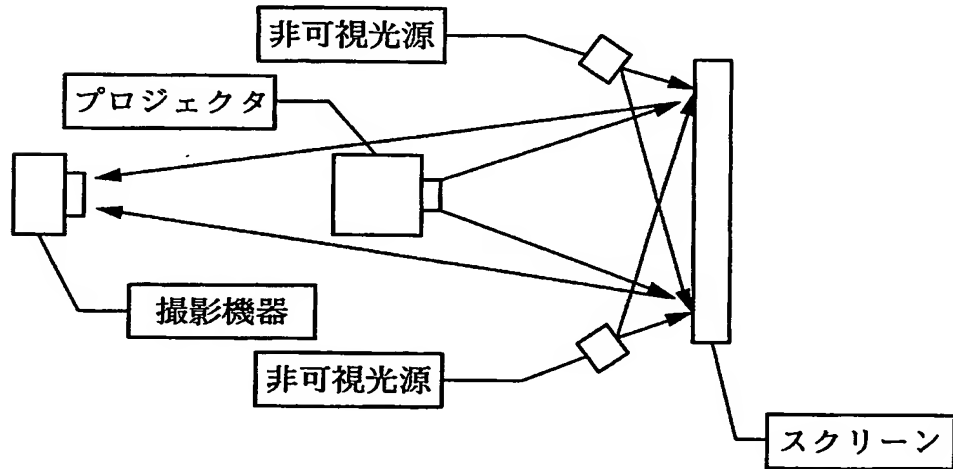 非可視光源
プロジェクタ
撮影機器
非可視光源
スクリーン